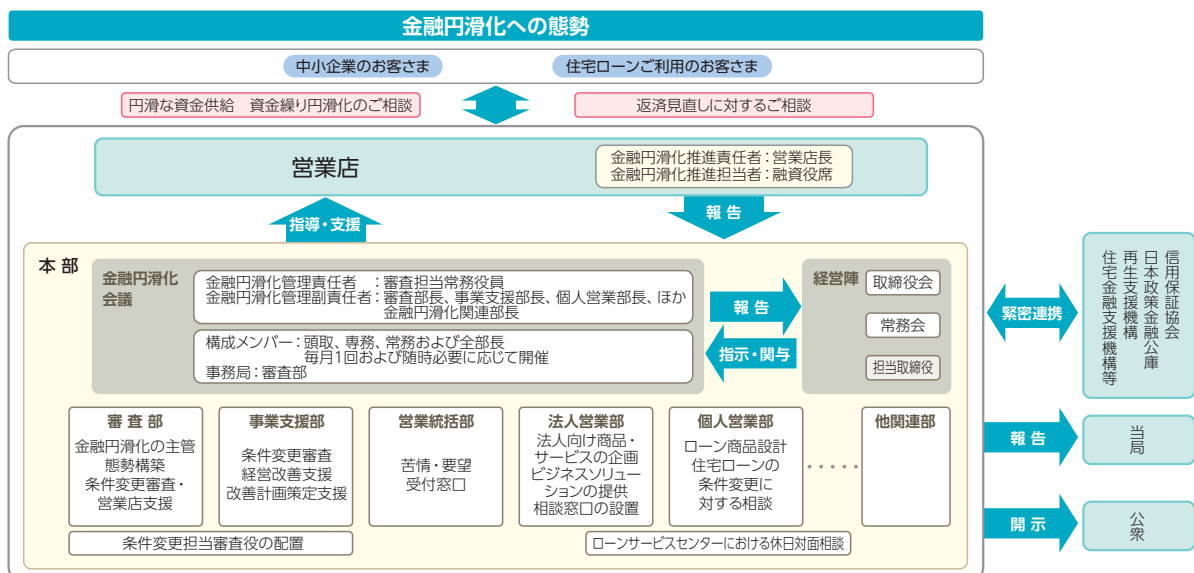 金融円滑化への態勢
中小企業のお客さま
住宅ローンご利用のお客さま
円滑な資金供給 資金繰り円滑化のご相談
返済見直しに対するご相談
営業店
金融円滑化推進責任者：営業店長
金融円滑化推進担当者：融資役席
指導・支援
報告
本部
金融円滑化
会議
金融円滑化管理責任者 ：審査担当常務役員
金融円滑化管理副責任者：審査部長、事業支援部長、個人営業部長、ほか
金融円滑化関連部長
構成メンバー：頭取、専務、常務および全部長
毎月1回および随時必要に応じて開催
事務局：審査部
報告
指示・関与
経営陣
取締役会
常務会
担当取締役
審査部
金融円滑化の主管
態勢構築
条件変更審査・
営業店支援
事業支援部
条件変更審査
経営改善支援
改善計画策定支援
営業統括部
苦情・要望
受付窓口
法人営業部
法人向け商品・
サービスの企画
ビジネスソリュー
ションの提供
相談窓口の設置
個人営業部
ローン商品設計
住宅ローンの
条件変更に
対する相談
・・・・・
他関連部
条件変更担当審査役の配置
ローンサービスセンターにおける休日対面相談
緊密連携
信用保証協会
日本政策金融公庫
再生支援機構
住宅金融支援機構等
報告
当局
開示
公衆